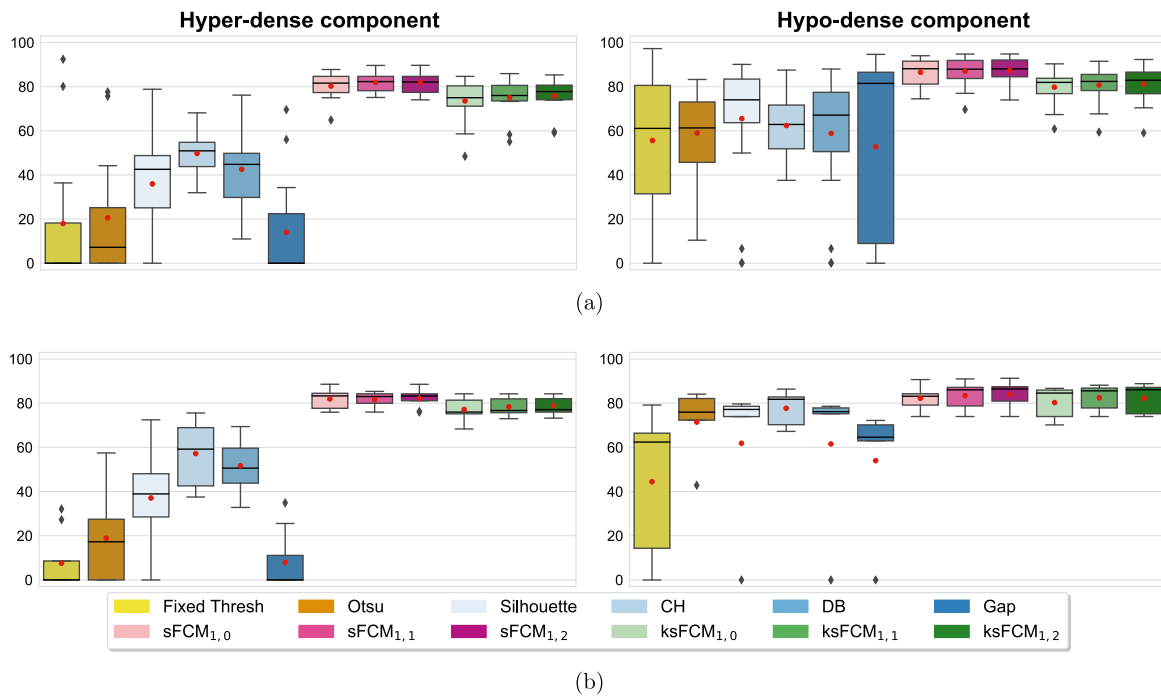 Hyper-dense component Hypo-dense component
100 100
80 80
60 60
40 40
20 20
0 0
(a)
100 100
80 80
60 60
40 40
20 20
0 0
Fixed Thresh Otsu Silhouette CH DB Gap
sFCM1,0 sFCM1,1 sFCM1,2 ksFCM1,0 ksFCM1,1 ksFCM1,2
(b)